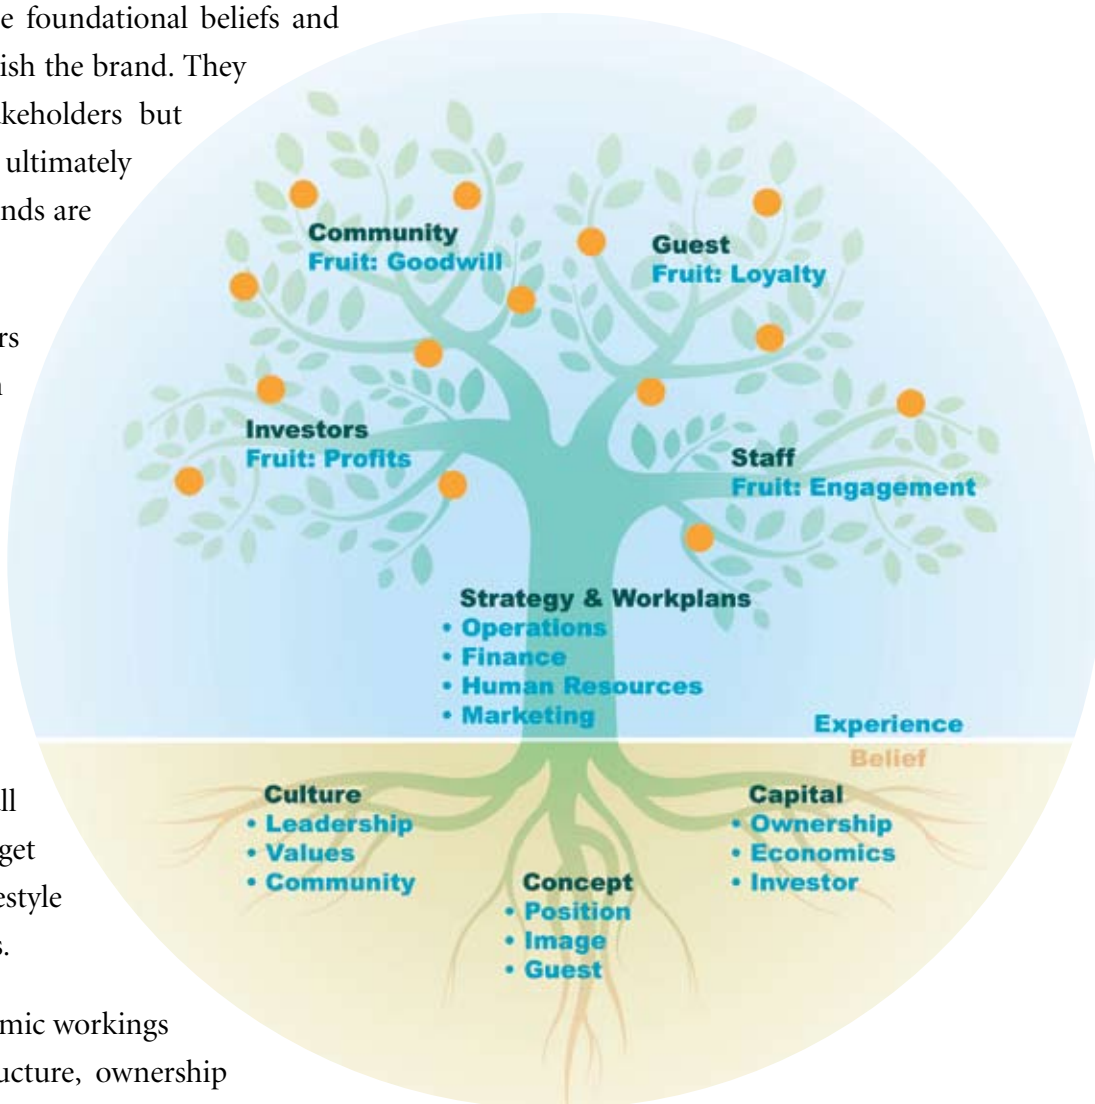 e foundational beliefs and
ish the brand. They
keholders but
ultimately
nds are
rs
ll
get
estyle
s.
mic workings
ucture, ownership
Community
Fruit: Goodwill
Guest
Fruit: Loyalty
Investors
Fruit: Profits
Staff
Fruit: Engagement
Strategy & Workplans
• Operations
• Finance
• Human Resources
• Marketing
Experience
Belief
Culture
• Leadership
• Values
• Community
Concept
• Position
• Image
• Guest
Capital
• Ownership
• Economics
• Investor